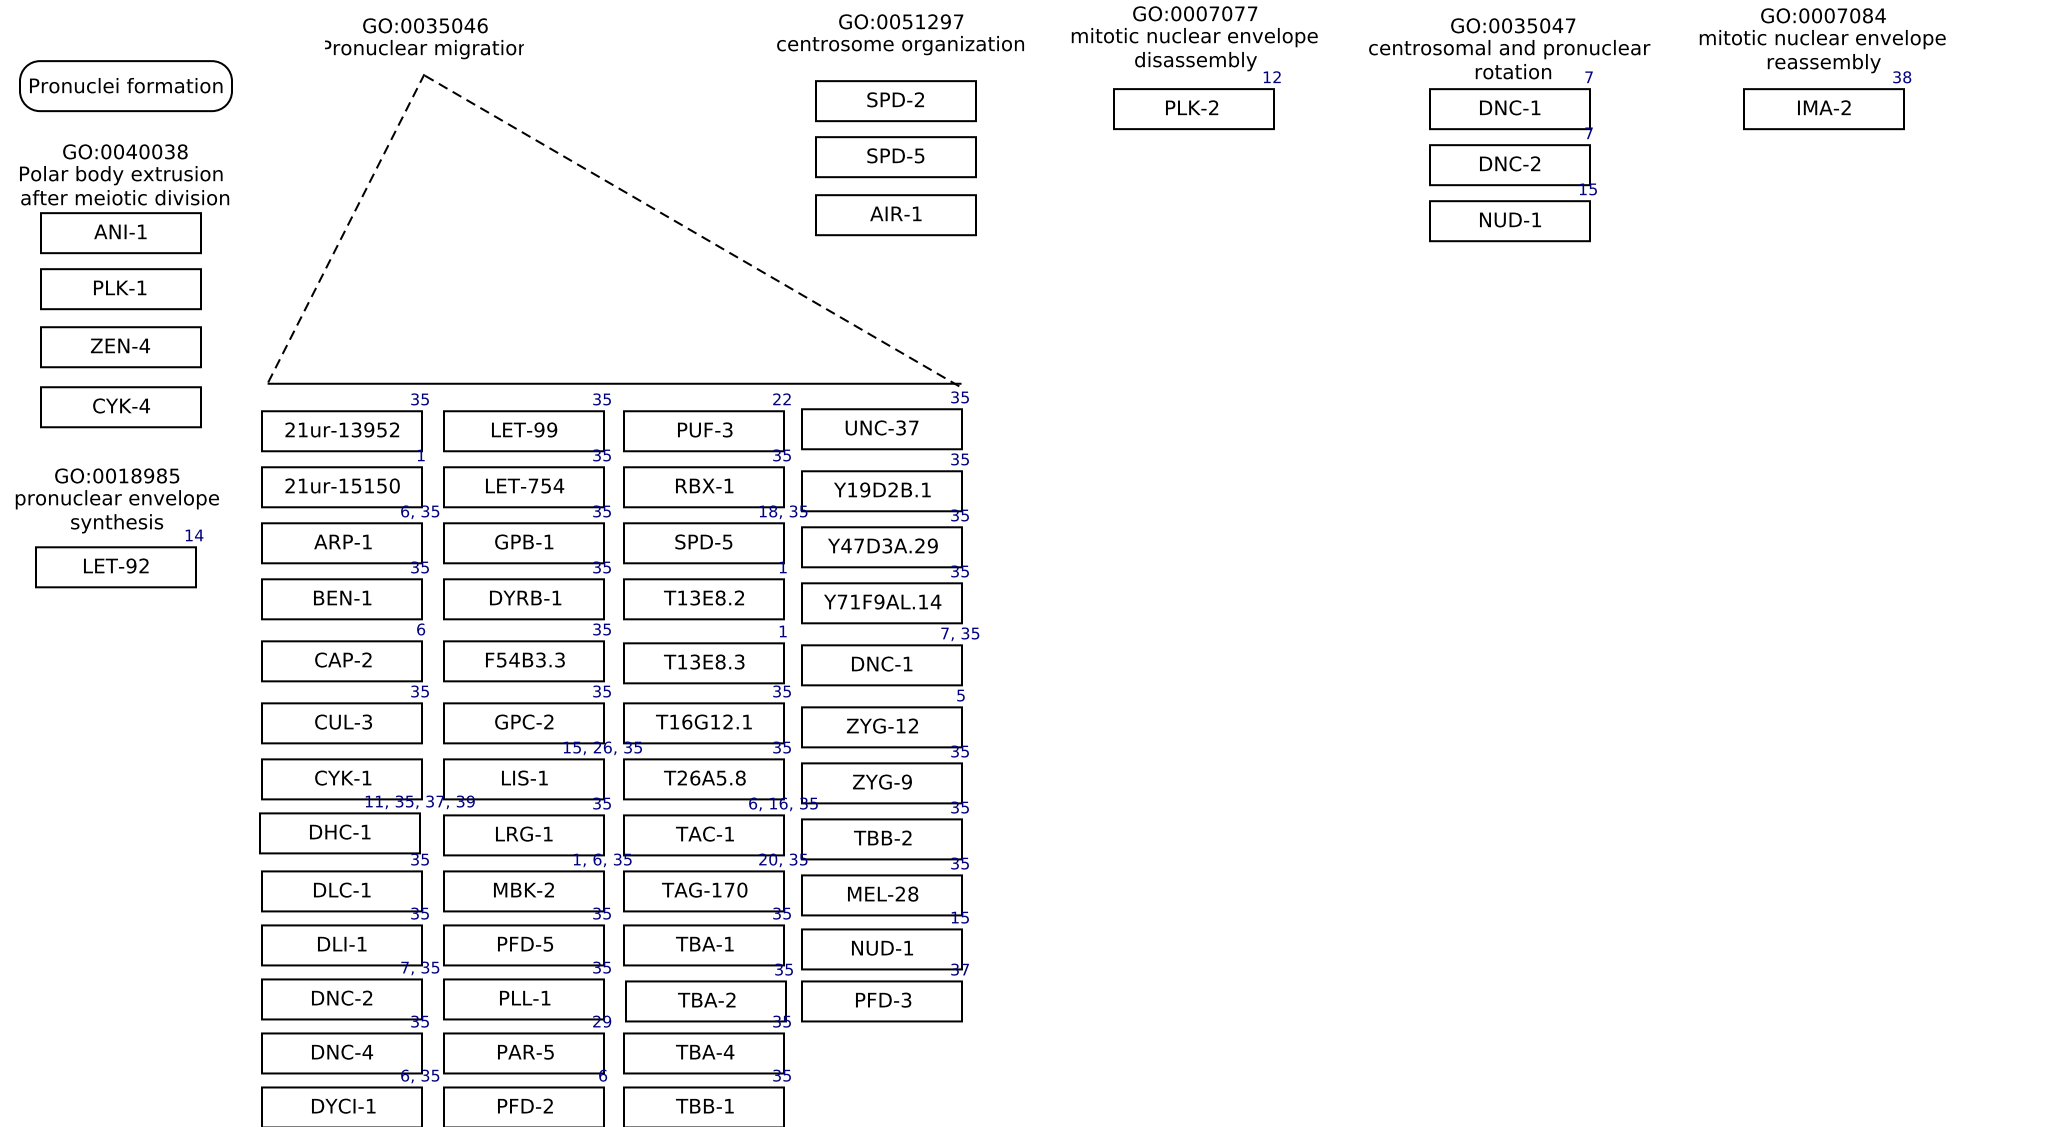 Pronuclei formation
GO:0040038
Polar body extrusion
after meiotic division
ANI-1
PLK-1
ZEN-4
CYK-4
GO:0018985
pronuclear envelope
synthesis
14
LET-92
GO:0035046
Pronuclear migration
35
21ur-13952
1
21ur-15150
6, 35
ARP-1
35
BEN-1
6
CAP-2
35
CUL-3
CYK-1
11, 35, 37, 39
DHC-1
35
DLC-1
35
DLI-1
7, 35
DNC-2
35
DNC-4
6, 35
DYCI-1
35
LET-99
35
LET-754
35
GPB-1
35
DYRB-1
35
F54B3.3
35
GPC-2
15, 26, 35
LIS-1
35
LRG-1
1, 6, 35
MBK-2
35
PFD-5
35
PLL-1
29
PAR-5
6
PFD-2
22
PUF-3
35
RBX-1
18, 35
SPD-5
1
T13E8.2
1
T13E8.3
35
T16G12.1
35
T26A5.8
6, 16, 35
TAC-1
20, 35
TAG-170
35
TBA-1
35
TBA-2
35
TBA-4
35
TBB-1
35
UNC-37
35
Y19D2B.1
35
Y47D3A.29
35
Y71F9AL.14
7, 35
DNC-1
5
ZYG-12
35
ZYG-9
35
TBB-2
35
MEL-28
15
NUD-1
37
PFD-3
GO:0051297
centrosome organization
SPD-2
SPD-5
AIR-1
GO:0007077
mitotic nuclear envelope
disassembly
12
PLK-2
GO:0035047
centrosomal and pronuclear
rotation
7
DNC-1
7
DNC-2
15
NUD-1
GO:0007084
mitotic nuclear envelope
reassembly
38
IMA-2